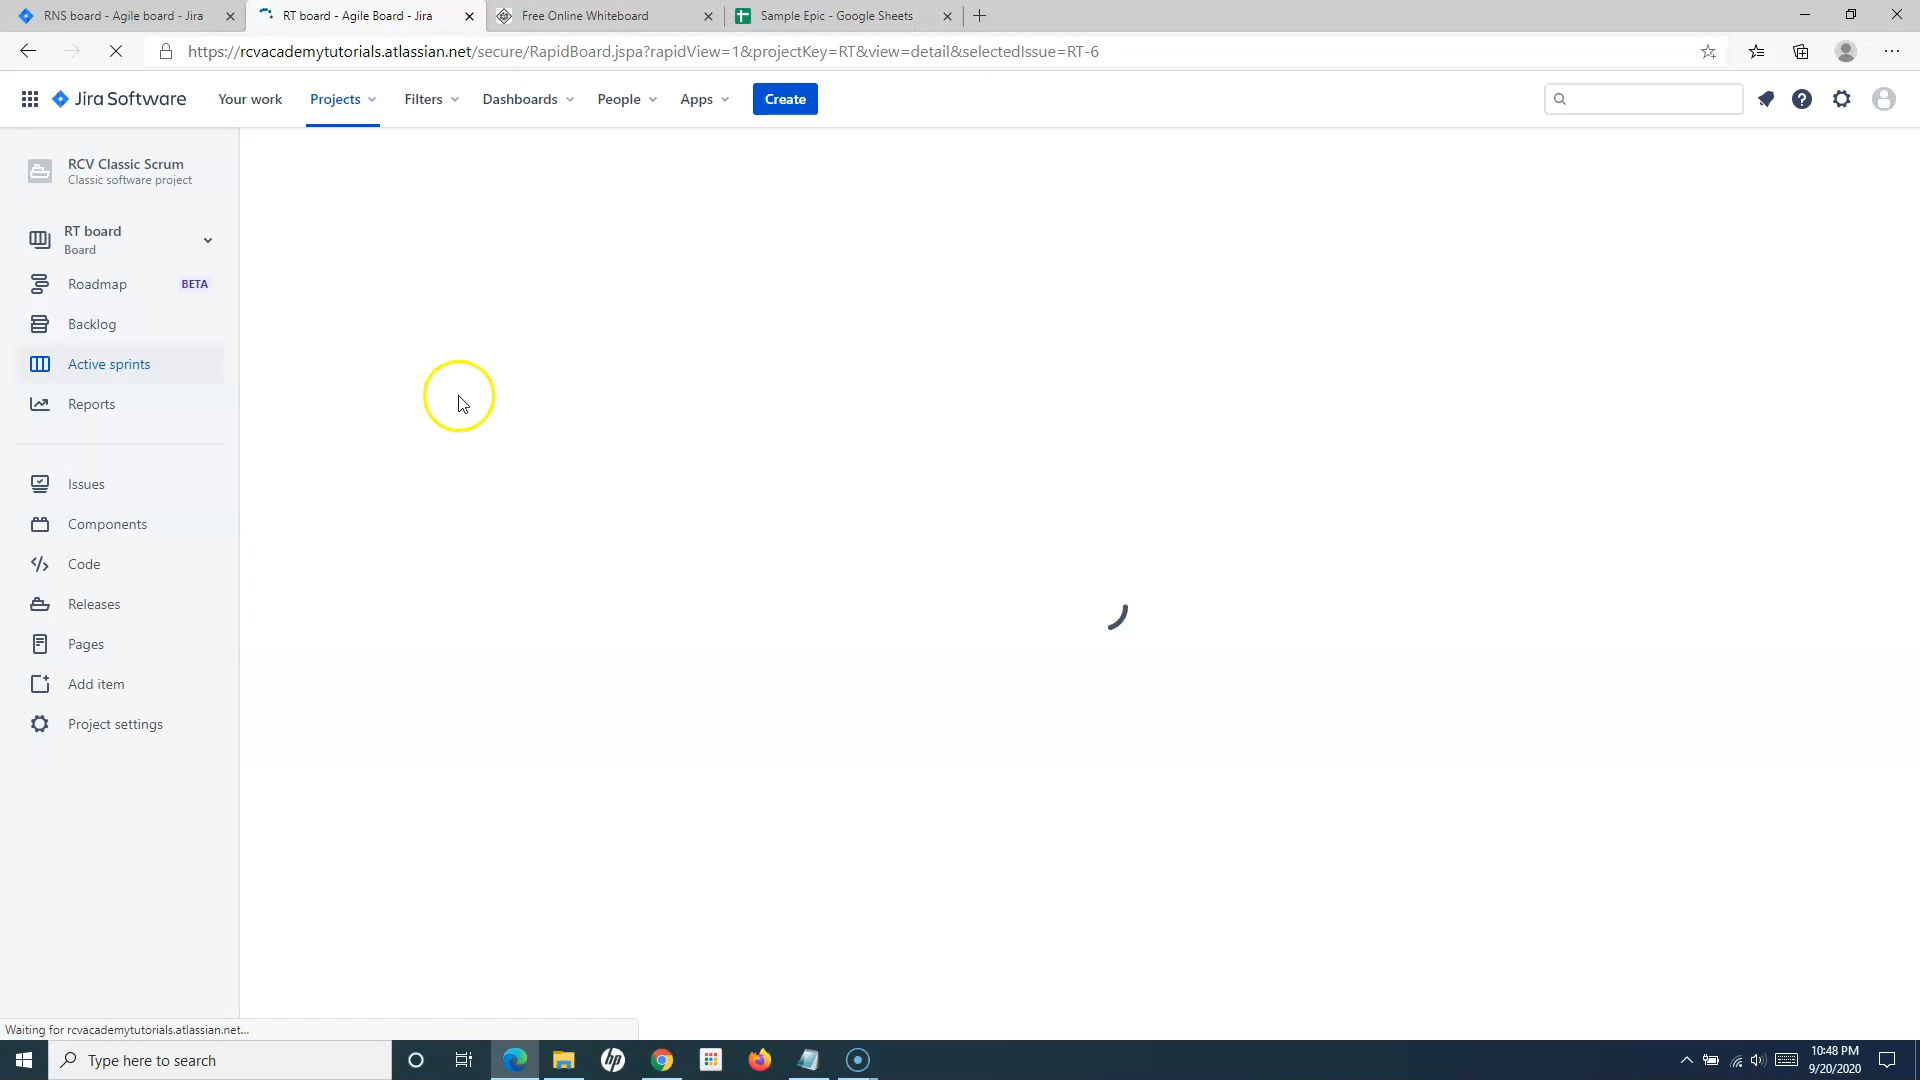 RNS board - Agile board - Jira
RT board - Agile Board - Jira
Free Online Whiteboard
Sample Epic - Google Sheets
https://rcvacademytutorials.atlassian.net/secure/RapidBoard.jspa?rapidView=1&projectKey=RT&view=detail&selectedIssue=RT-6
Jira Software
Your work
Projects
Filters
Dashboards
People
Apps
Create
RCV Classic Scrum
Classic software project
RT board
Board
Roadmap
BETA
Backlog
Active sprints
Reports
Issues
Components
Code
Releases
Pages
Add item
Project settings
Waiting for rcvacademytutorials.atlassian.net...
Type here to search
hp
10:48 PM
9/20/2020